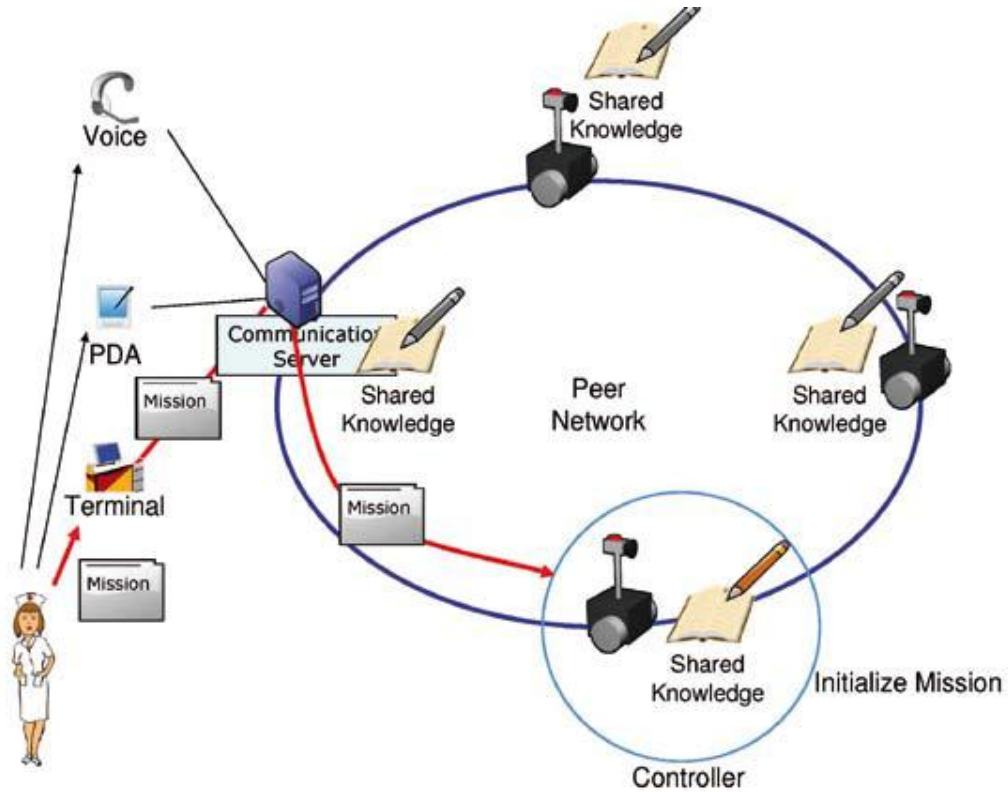 Shared
Knowledge
Voice
PDA
Communication
Server
Shared
Knowledge
Peer
Network
Shared
Knowledge
Mission
Terminal
Mission
Mission
Shared
Knowledge
Initialize Mission
Controller